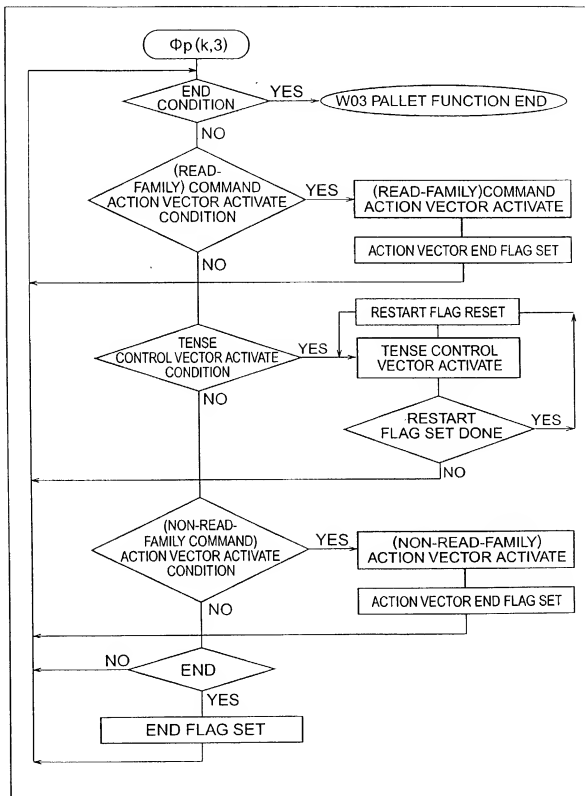 Φp(k,3)
END
CONDITION
YES
W03 PALLET FUNCTION END
NO
(READ-
FAMILY) COMMAND
ACTION VECTOR ACTIVATE
CONDITION
YES
(READ-FAMILY)COMMAND
ACTION VECTOR ACTIVATE
ACTION VECTOR END FLAG SET
NO
RESTART FLAG RESET
TENSE
CONTROL VECTOR ACTIVATE
CONDITION
YES
TENSE CONTROL
VECTOR ACTIVATE
NO
RESTART
FLAG SET DONE
YES
NO
(NON-READ-
FAMILY COMMAND)
ACTION VECTOR ACTIVATE
CONDITION
YES
(NON-READ-FAMILY)
ACTION VECTOR ACTIVATE
ACTION VECTOR END FLAG SET
NO
NO
END
YES
END FLAG SET